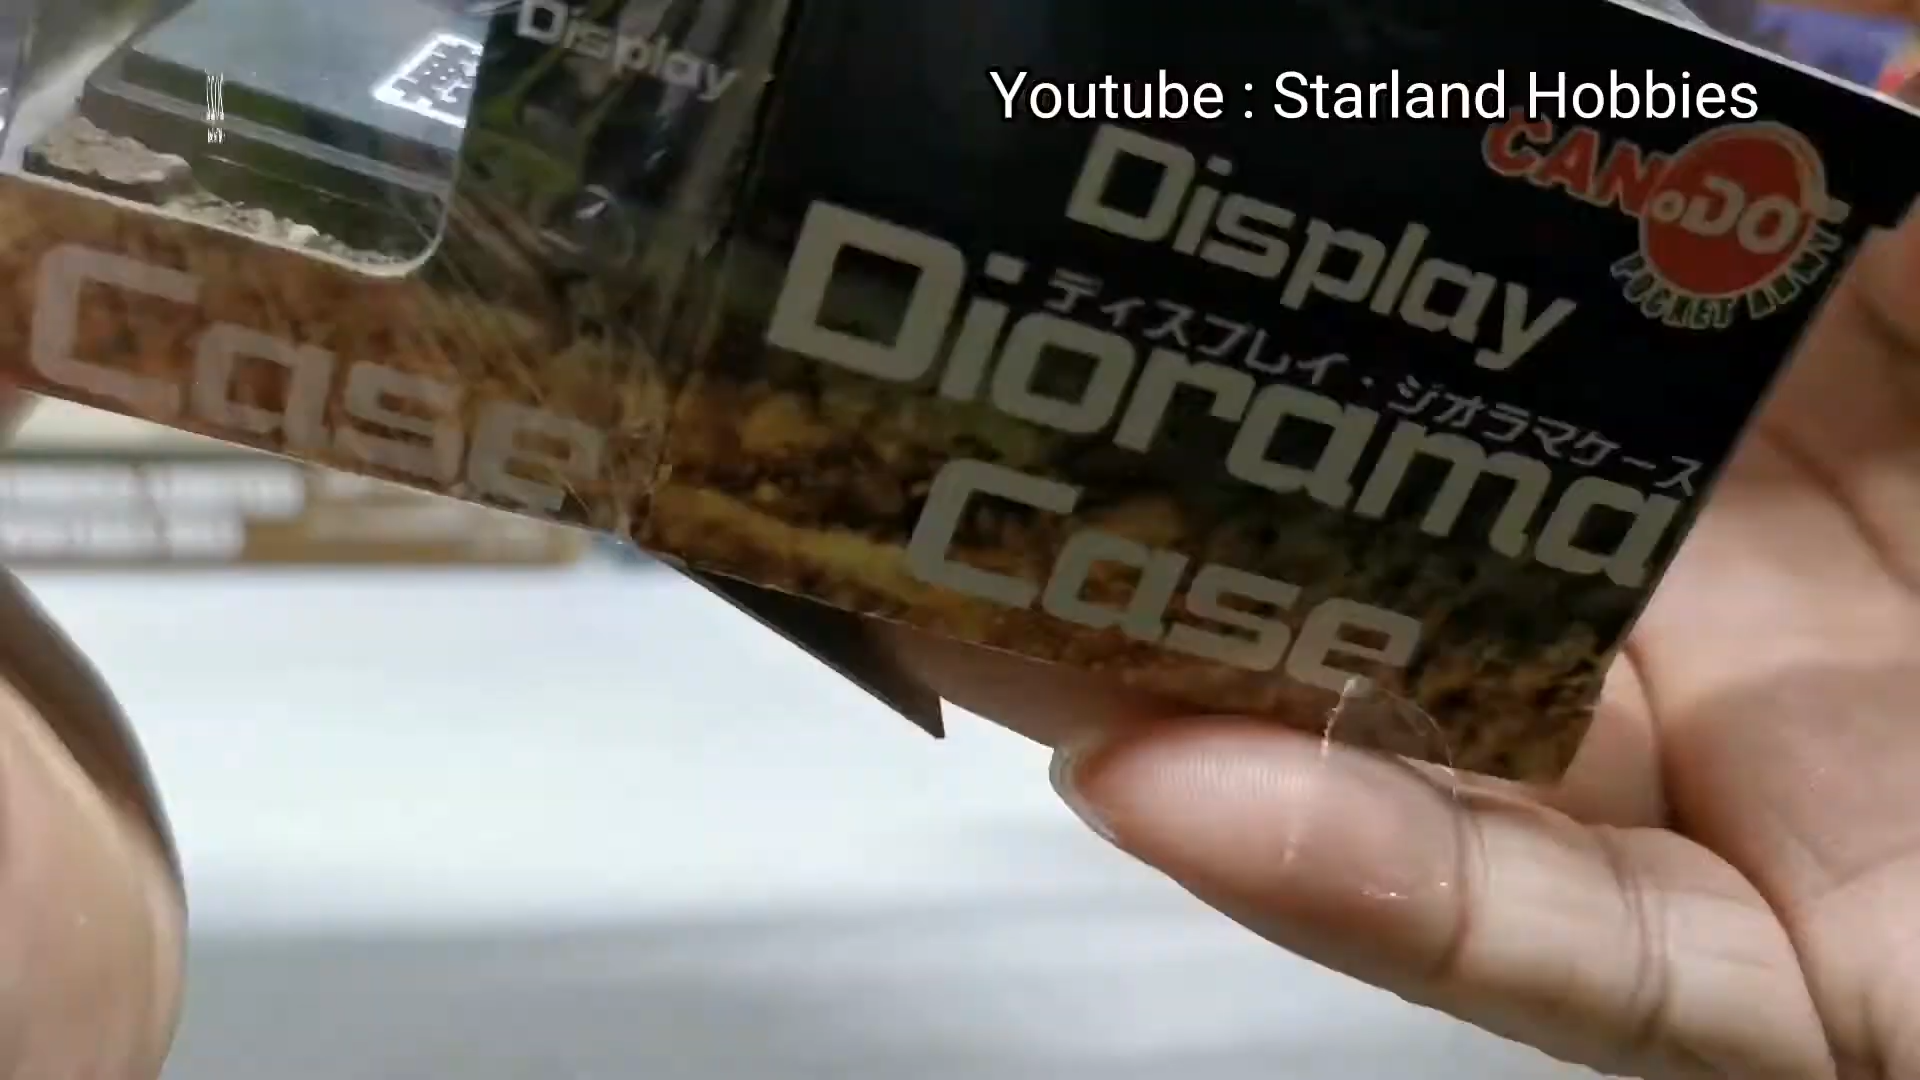 Youtube : Starland Hobbies
Display
CAN.DO
POCKET
Display
Diorama
ディスプレイ・ジオラマケース
Case
Case